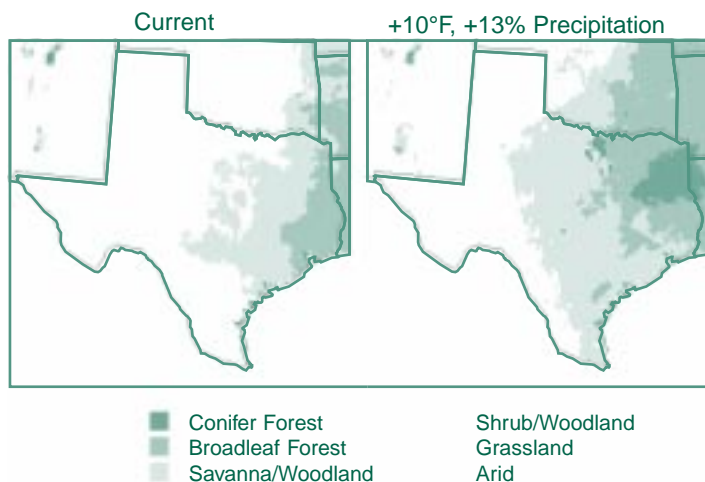 Current
+10°F, +13% Precipitation
Conifer Forest
Broadleaf Forest
Savanna/Woodland
Shrub/Woodland
Grassland
Arid